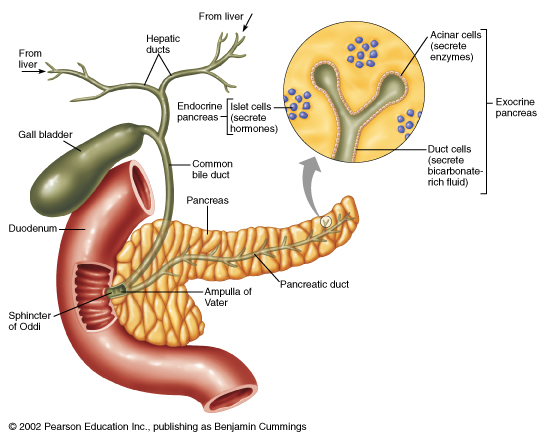 From liver
Hepatic
ducts
From
liver
Acinar cells
(secrete
enzymes)
Endocrine
pancreas
Islet cells
(secrete
hormones)
Exocrine
pancreas
Gall bladder
Common
bile duct
Duct cells
(secrete
bicarbonate-
rich fluid)
Pancreas
Duodenum
Ampulla of
Vater
Pancreatic duct
Sphincter
of Oddi
© 2002 Pearson Education Inc., publishing as Benjamin Cummings